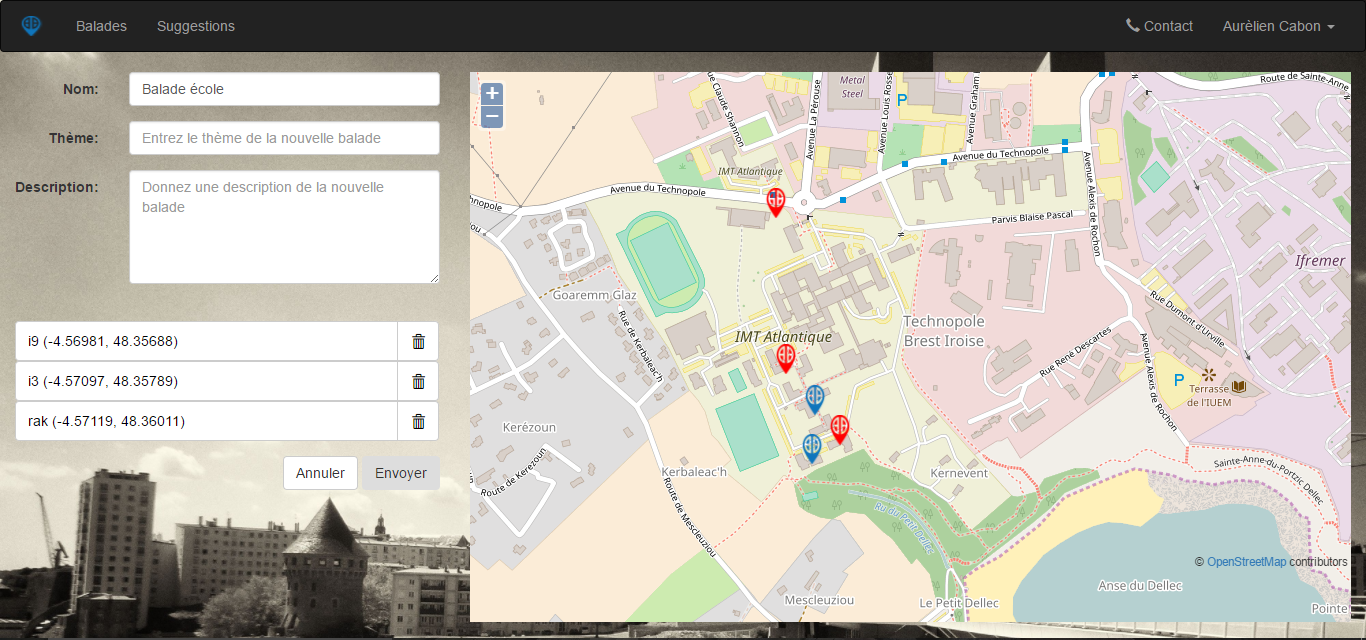 Balades
Suggestions
Contact
Aurèlien Cabon
Nom:
Balade école
Thème:
Entrez le thème de la nouvelle balade
Description:
Donnez une description de la nouvelle
balade
i9 (-4.56981, 48.35688)
i3 (-4.57097, 48.35789)
rak (-4.57119, 48.36011)
Annuler
Envoyer
+
−
Rue Claude Shannon
Avenue La Pérouse
Metal
Steel
Avenue Louis Rosse
P
Avenue Graham
Route de Sainte-Anne
IMT Atlantique
Avenue du Technopole
Avenue du Technopole
hnopole
ziou
Parvis Blaise Pascal
Avenue Alexis de Rochon
Ifremer
Goaremm Glaz
Rue de Kerbaleac'h
IMT Atlantique
Technopole
Brest Iroise
Rue Dumont d'Urville
Rue René Descartes
Avenue Alexis de Rochon
P
Terrasse
de l'IUEM
Kerézoun
Route de Kerezoun
Kerbaleac'h
Kernevent
Route de Mescleuziou
Sainte-Anne-du-Portzic Dellec
Ru du Petit Dellec
© OpenStreetMap contributors
Anse du Dellec
Mescleuziou
Le Petit Dellec
Pointe